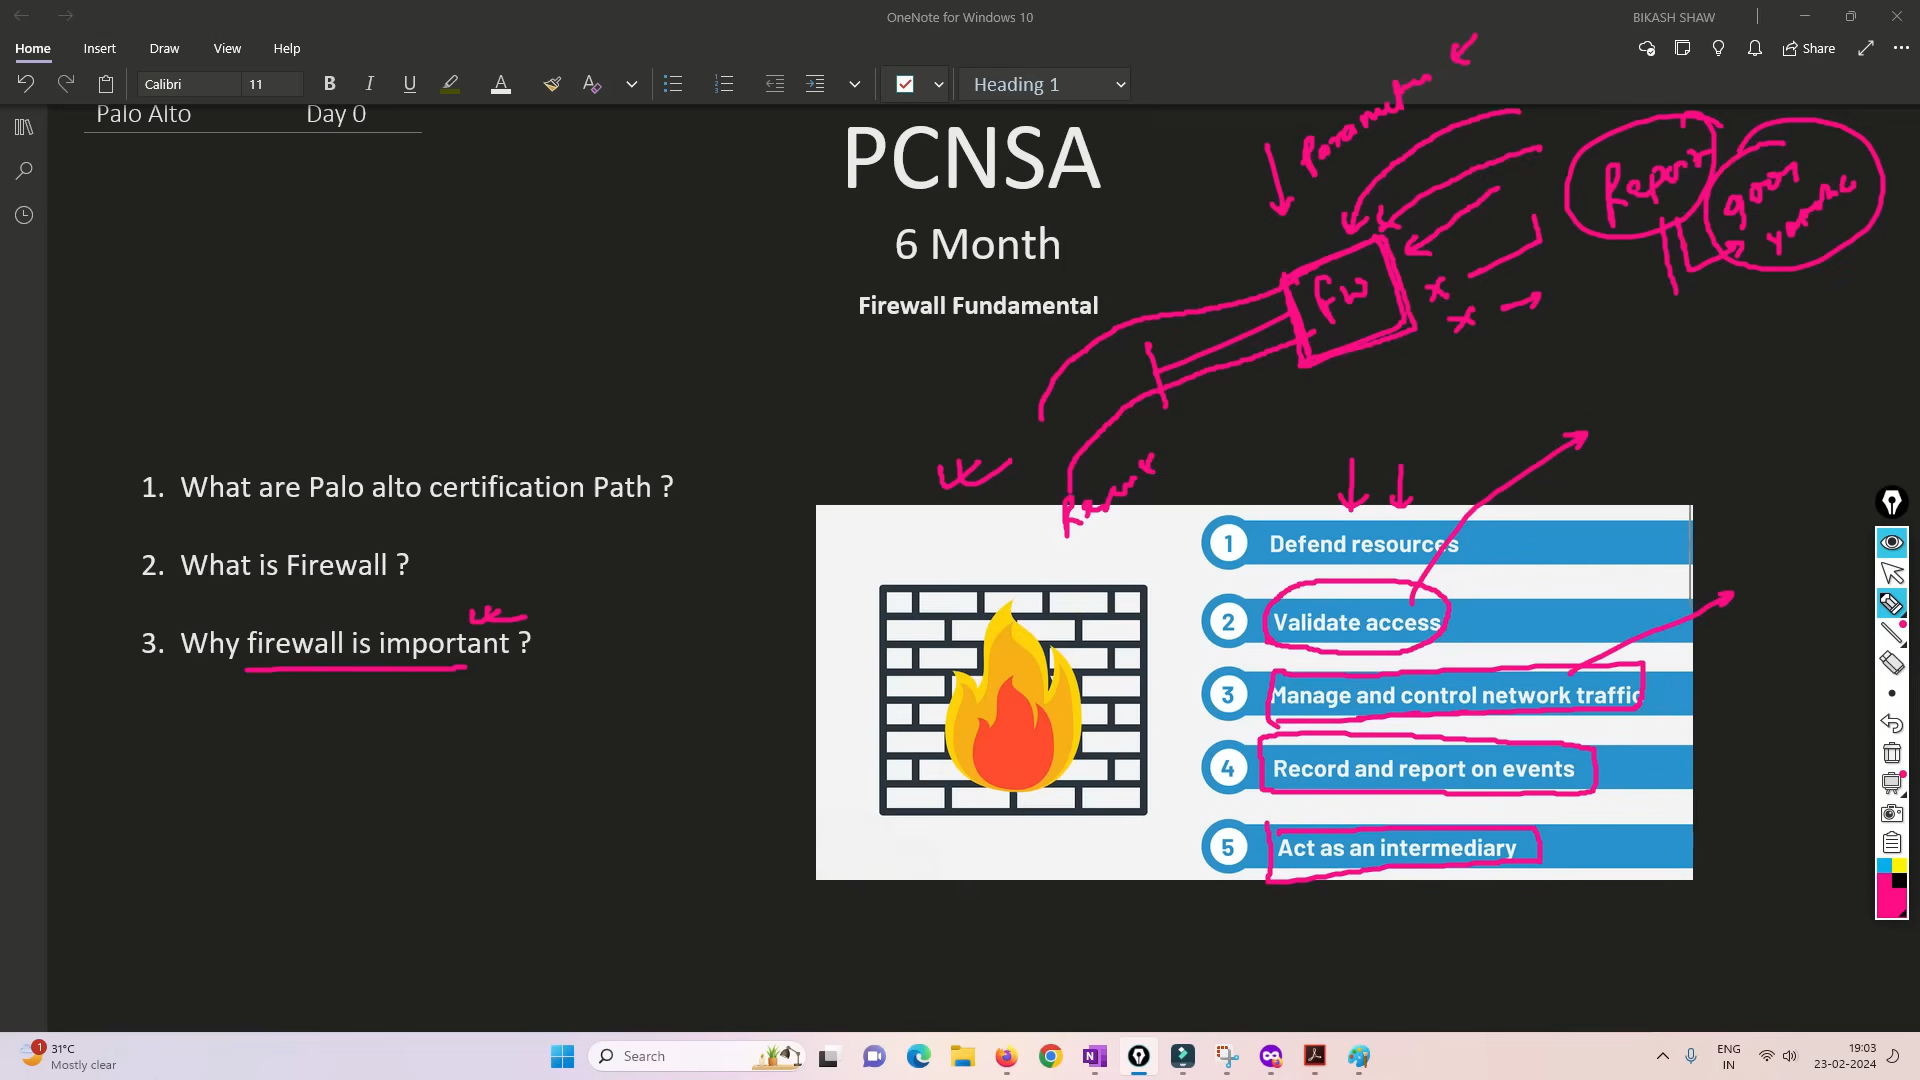 OneNote for Windows 10
BIKASH SHAW
Home Insert Draw View Help
Share
Calibri 11 B I U A A Heading 1
Palo Alto Day 0
PCNSA
6 Month
Firewall Fundamental
Report
FW
x
x
1. What are Palo alto certification Path ?
2. What is Firewall ?
3. Why firewall is important ?
1 Defend resources
2 Validate access
3 Manage and control network traffic
4 Record and report on events
5 Act as an intermediary
1 31°C
Mostly clear
Search
ENG
IN
19:03
23-02-2024